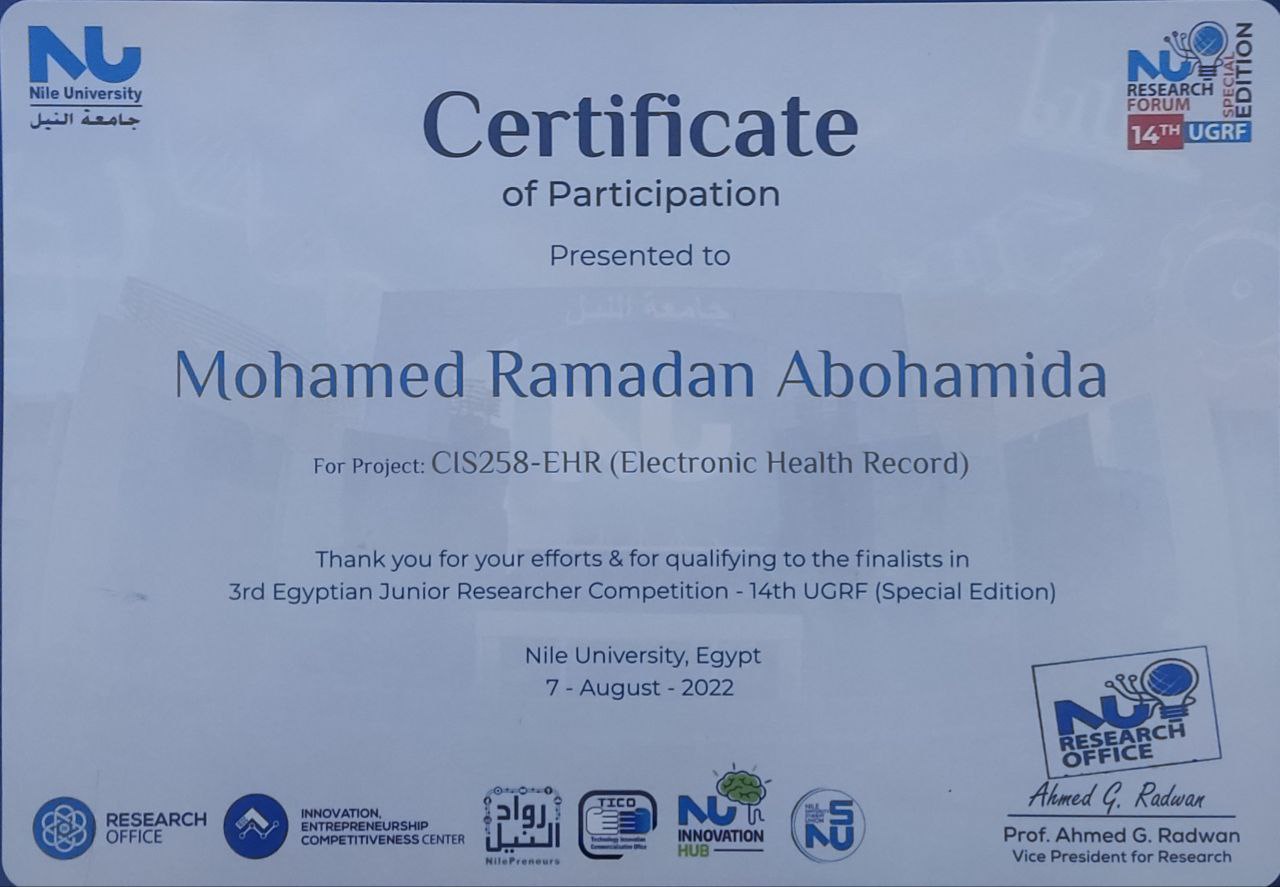 NU
Nile University
جامعة النيل
NU
RESEARCH
FORUM
SPECIAL
EDITION
14TH UGRF
Certificate
of Participation
Presented to
جامعة النيل
Mohamed Ramadan Abohamida
For Project: CIS258-EHR (Electronic Health Record)
Thank you for your efforts & for qualifying to the finalists in
3rd Egyptian Junior Researcher Competition - 14th UGRF (Special Edition)
Nile University, Egypt
7 - August - 2022
NU
RESEARCH
OFFICE
Ahmed G. Radwan
Prof. Ahmed G. Radwan
Vice President for Research
RESEARCH
OFFICE
INNOVATION,
ENTREPRENEURSHIP
COMPETITIVENESS CENTER
رواد
النيل
NilePreneurs
TICO
Technology Innovation
Commercialization Office
NU
INNOVATION
HUB
SU
NU